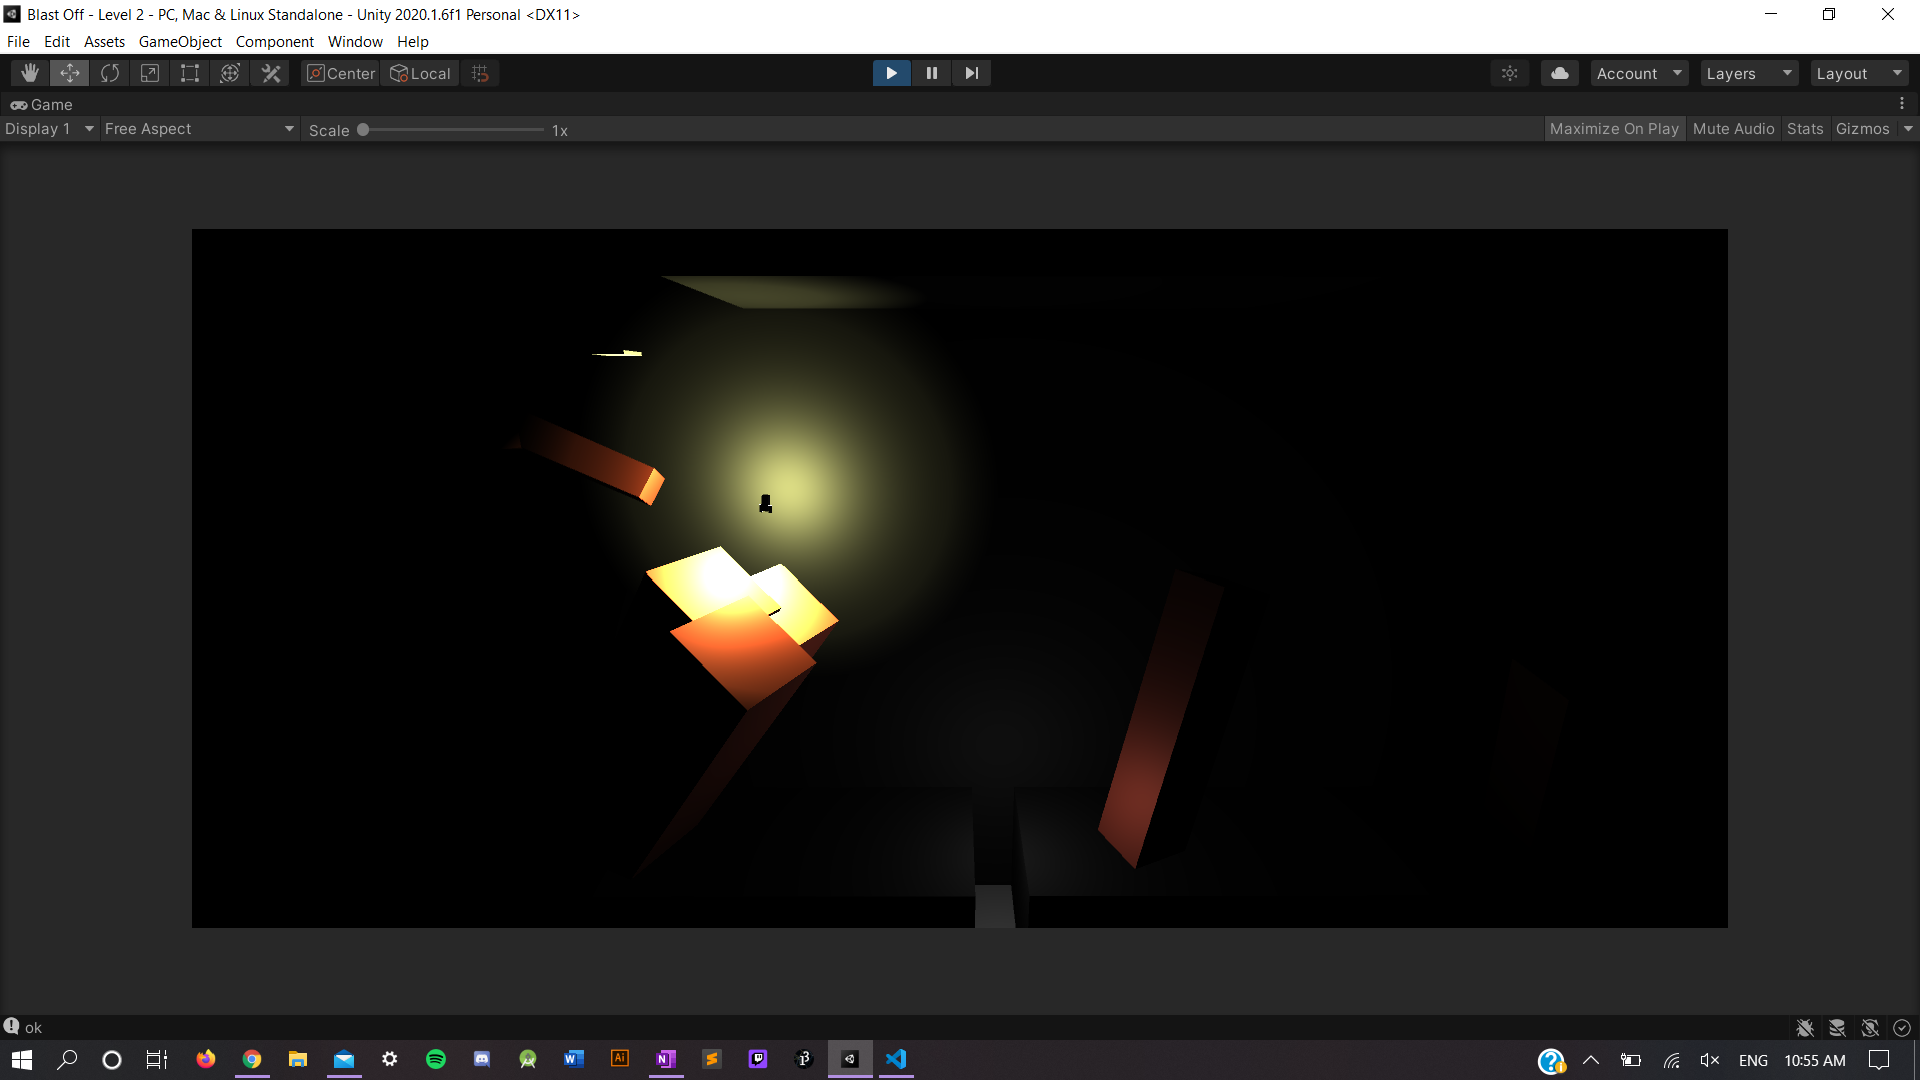 Blast Off - Level 2 - PC, Mac & Linux Standalone - Unity 2020.1.6f1 Personal <DX11>
File Edit Assets GameObject Component Window Help
Center Local Account Layers Layout
Game
Display 1 Free Aspect Scale 1x Maximize On Play Mute Audio Stats Gizmos
ok
ENG 10:55 AM